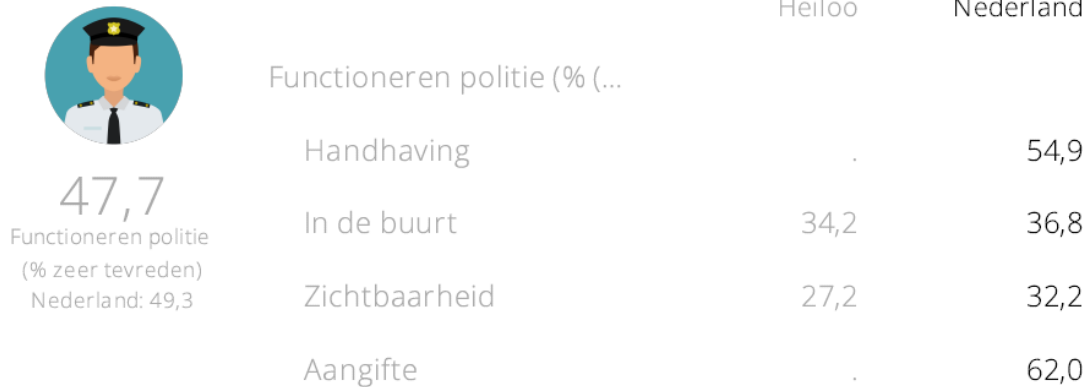 Heiloo Nederland
Functioneren politie (% (...
Handhaving . 54,9
In de buurt 34,2 36,8
Zichtbaarheid 27,2 32,2
Aangifte . 62,0
47,7
Functioneren politie
(% zeer tevreden)
Nederland: 49,3